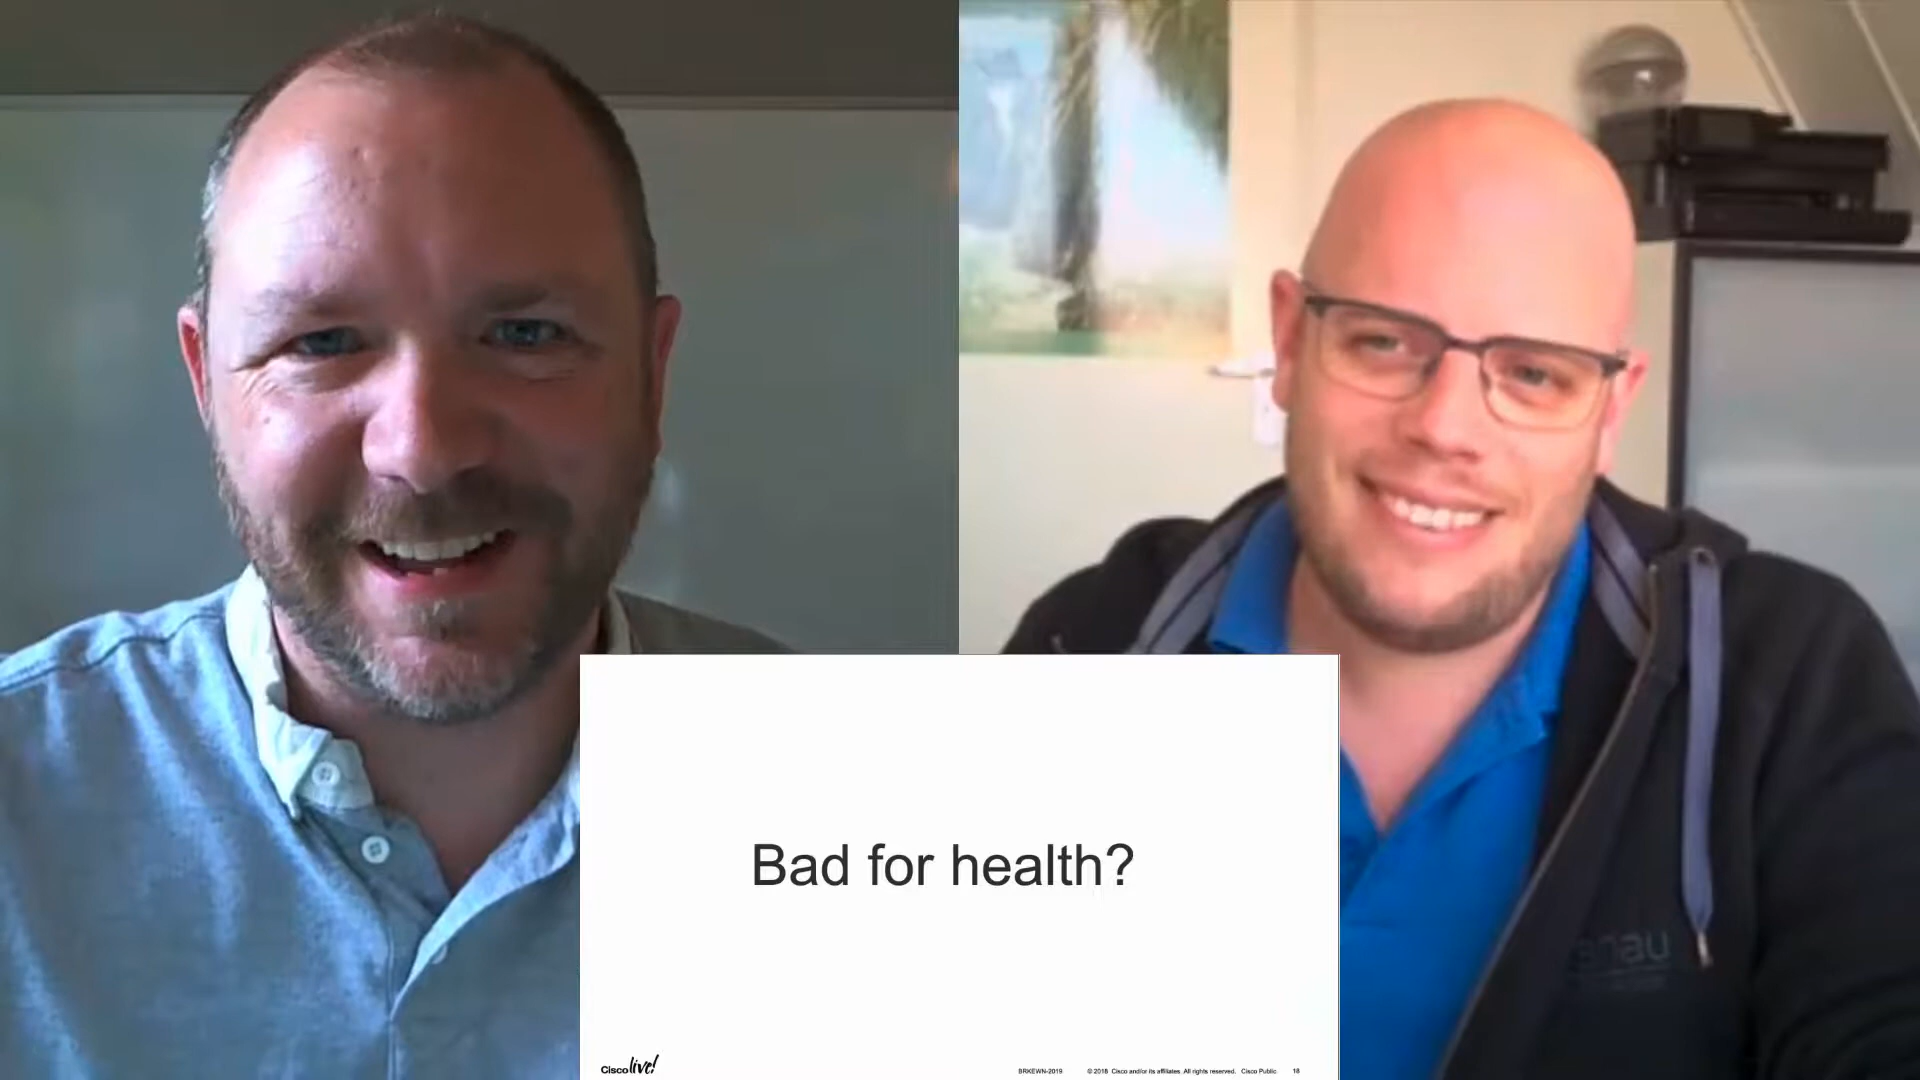 Bad for health?
Cisco live!
BRKEWN-2019 © 2018 Cisco and/or its affiliates. All rights reserved. Cisco Public 18